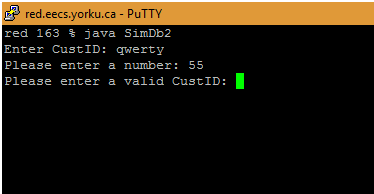 red.eecs.yorku.ca - PuTTY
red 163 % java SimDb2
Enter CustID: qwerty
Please enter a number: 55
Please enter a valid CustID: